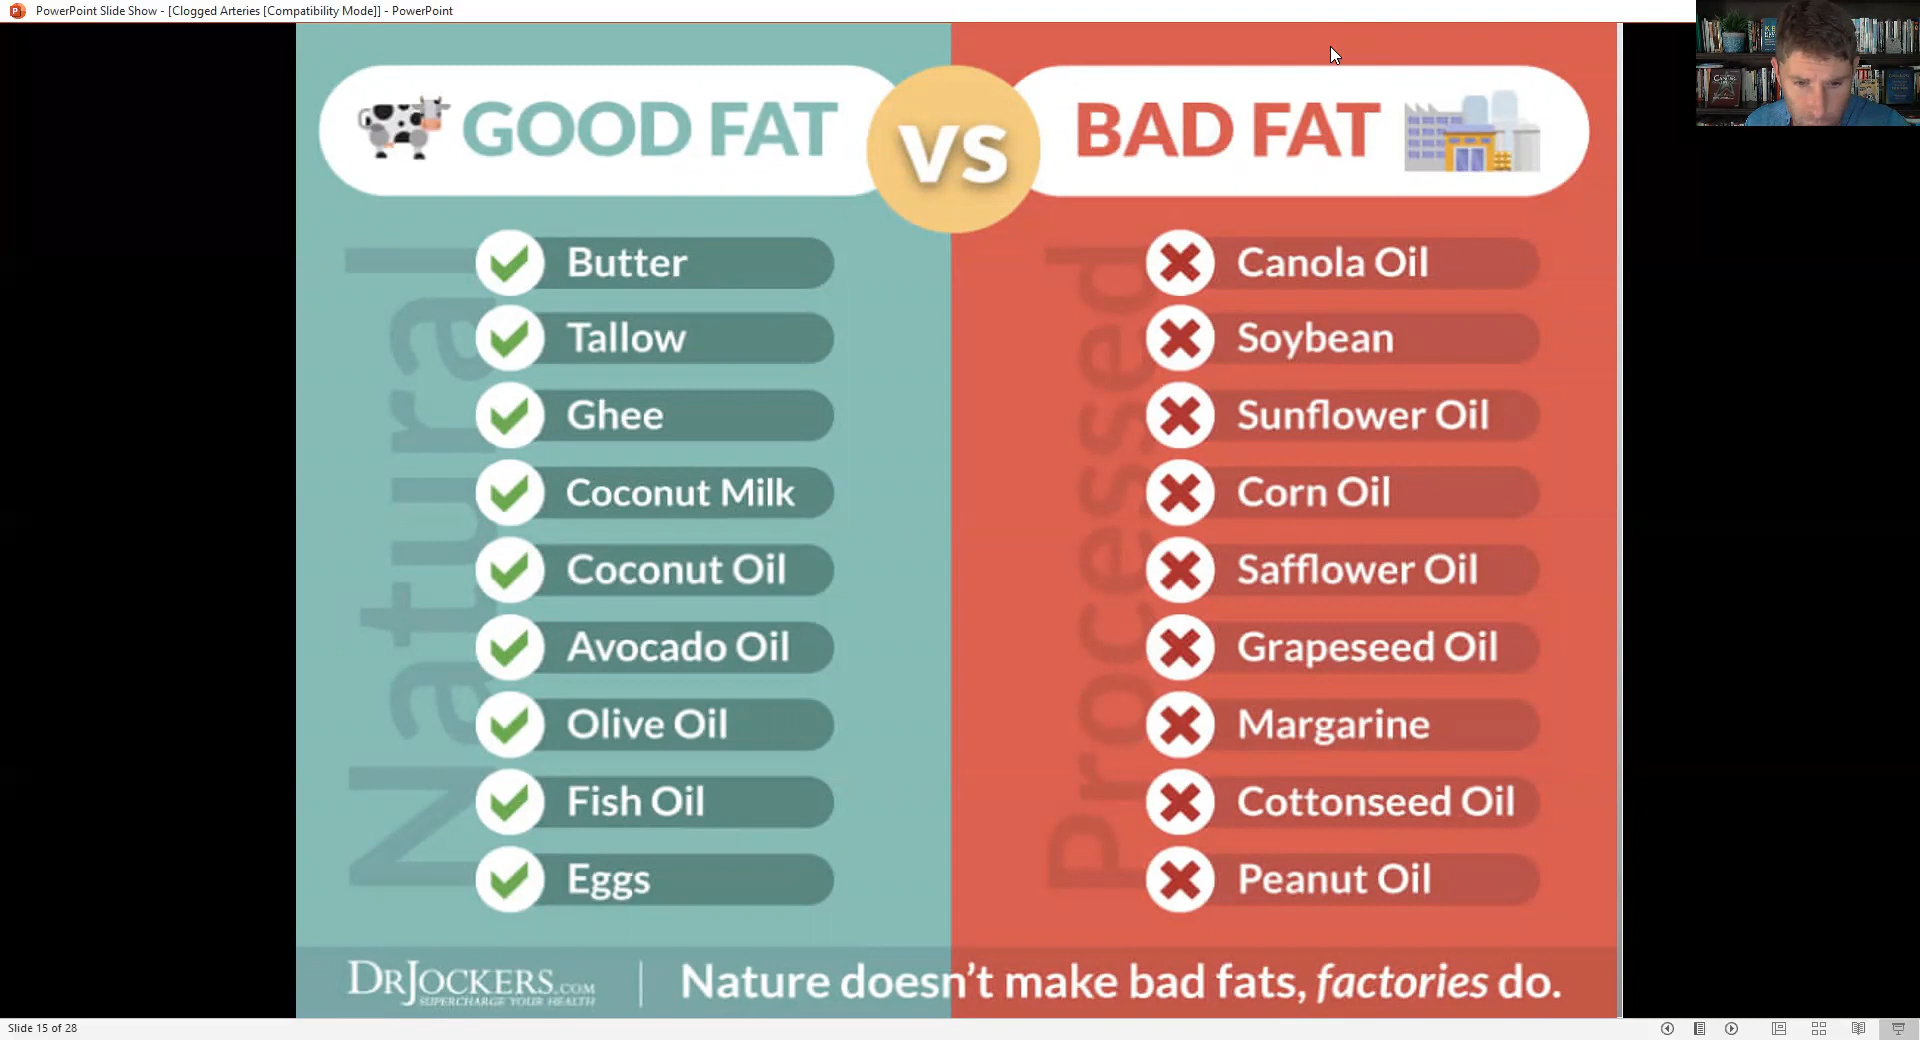 PowerPoint Slide Show - [Clogged Arteries [Compatibility Mode]] - PowerPoint
GOOD FAT
VS
BAD FAT
Natural
Butter
Tallow
Ghee
Coconut Milk
Coconut Oil
Avocado Oil
Olive Oil
Fish Oil
Eggs
Processed
Canola Oil
Soybean
Sunflower Oil
Corn Oil
Safflower Oil
Grapeseed Oil
Margarine
Cottonseed Oil
Peanut Oil
DRJOCKERS.COM
SUPERCHARGE YOUR HEALTH
Nature doesn't make bad fats, factories do.
Slide 15 of 28